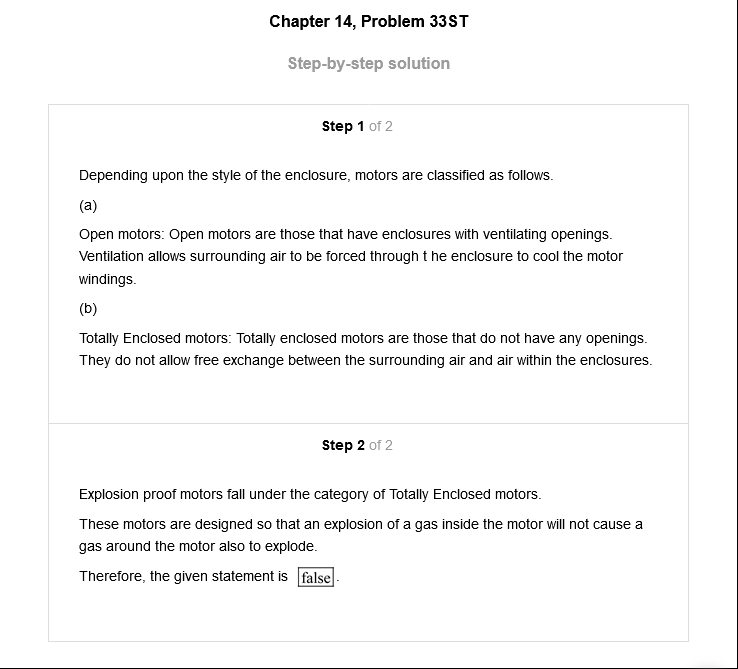 Chapter 14, Problem 33ST
Step-by-step solution
Step 1 of 2
Depending upon the style of the enclosure, motors are classified as follows.
(a)
Open motors: Open motors are those that have enclosures with ventilating openings.
Ventilation allows surrounding air to be forced through t he enclosure to cool the motor
windings.
(b)
Totally Enclosed motors: Totally enclosed motors are those that do not have any openings.
They do not allow free exchange between the surrounding air and air within the enclosures.
Step 2 of 2
Explosion proof motors fall under the category of Totally Enclosed motors.
These motors are designed so that an explosion of a gas inside the motor will not cause a
gas around the motor also to explode.
Therefore, the given statement is false.